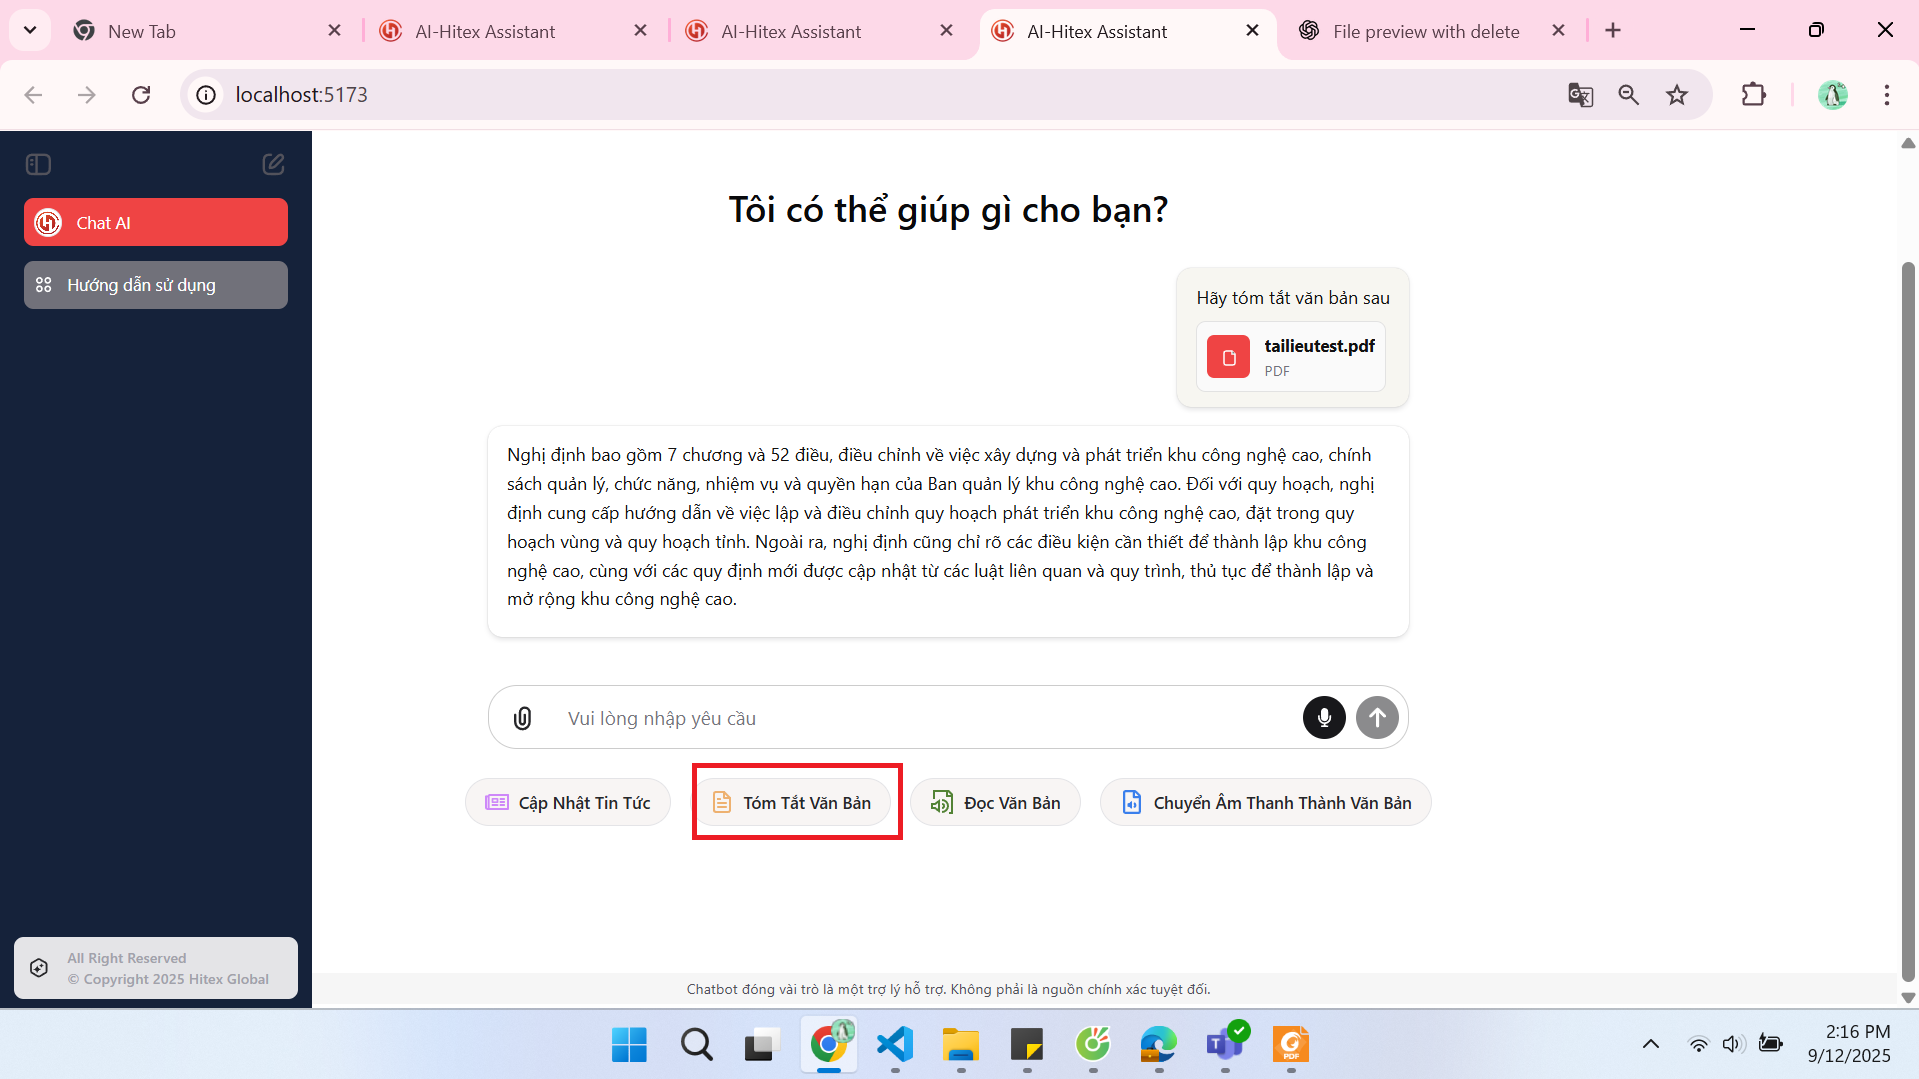 New Tab
AI-Hitex Assistant
AI-Hitex Assistant
AI-Hitex Assistant
File preview with delete
localhost:5173
Chat AI
Hướng dẫn sử dụng
Tôi có thể giúp gì cho bạn?
Hãy tóm tắt văn bản sau
tailieutest.pdf
PDF
Nghị định bao gồm 7 chương và 52 điều, điều chỉnh về việc xây dựng và phát triển khu công nghệ cao, chính
sách quản lý, chức năng, nhiệm vụ và quyền hạn của Ban quản lý khu công nghệ cao. Đối với quy hoạch, nghị
định cung cấp hướng dẫn về việc lập và điều chỉnh quy hoạch phát triển khu công nghệ cao, đặt trong quy
hoạch vùng và quy hoạch tỉnh. Ngoài ra, nghị định cũng chỉ rõ các điều kiện cần thiết để thành lập khu công
nghệ cao, cùng với các quy định mới được cập nhật từ các luật liên quan và quy trình, thủ tục để thành lập và
mở rộng khu công nghệ cao.
Vui lòng nhập yêu cầu
Cập Nhật Tin Tức
Tóm Tắt Văn Bản
Đọc Văn Bản
Chuyển Âm Thanh Thành Văn Bản
All Right Reserved
© Copyright 2025 Hitex Global
Chatbot đóng vài trò là một trợ lý hỗ trợ. Không phải là nguồn chính xác tuyệt đối.
2:16 PM
9/12/2025